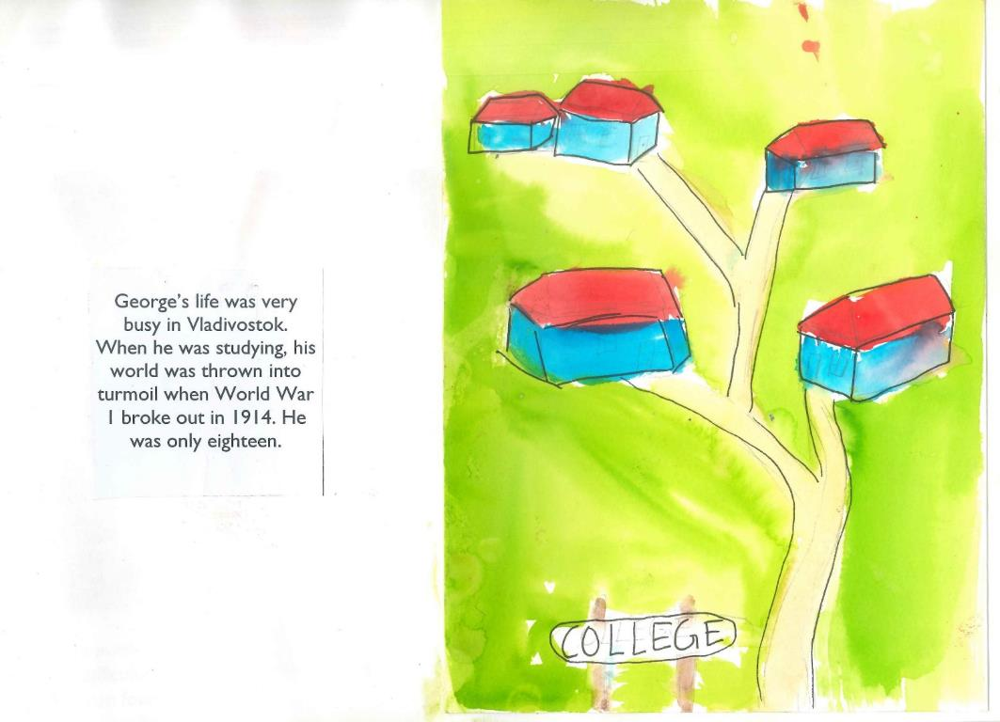 George's life was very
busy in Vladivostok.
When he was studying, his
world was thrown into
turmoil when World War
1 broke out in 1914. He
was only eighteen.
COLLEGE